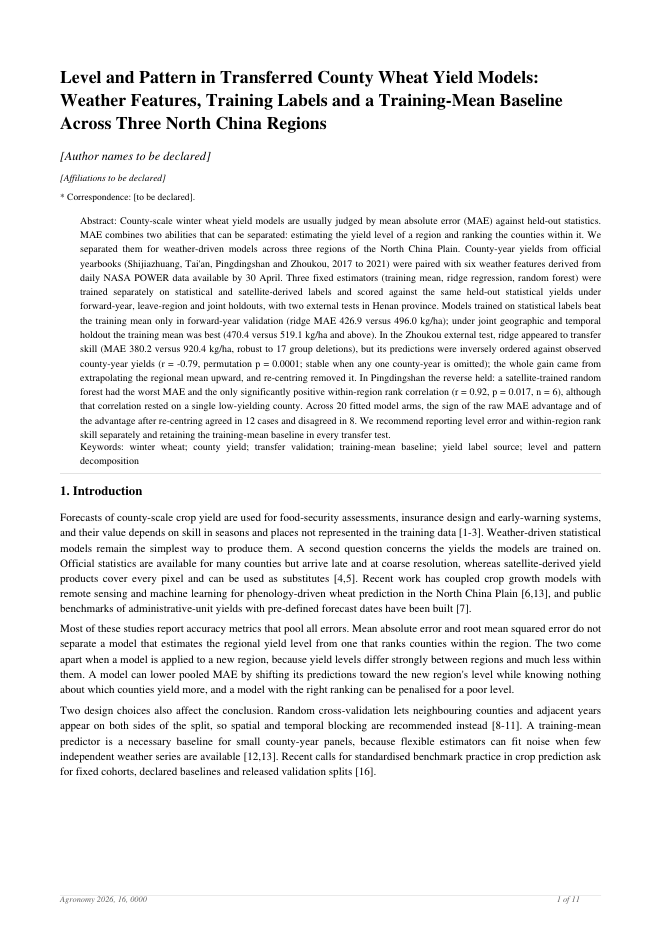 Level and Pattern in Transferred County Wheat Yield Models:
Weather Features, Training Labels and a Training-Mean Baseline
Across Three North China Regions
[Author names to be declared]
[Affiliations to be declared]
* Correspondence: [to be declared].
Abstract: County-scale winter wheat yield models are usually judged by mean absolute error (MAE) against held-out statistics.
MAE combines two abilities that can be separated: estimating the yield level of a region and ranking the counties within it. We
separated them for weather-driven models across three regions of the North China Plain. County-year yields from official
yearbooks (Shijiazhuang, Tai'an, Pingdingshan and Zhoukou, 2017 to 2021) were paired with six weather features derived from
daily NASA POWER data available by 30 April. Three fixed estimators (training mean, ridge regression, random forest) were
trained separately on statistical and satellite-derived labels and scored against the same held-out statistical yields under
forward-year, leave-region and joint holdouts, with two external tests in Henan province. Models trained on statistical labels beat
the training mean only in forward-year validation (ridge MAE 426.9 versus 496.0 kg/ha); under joint geographic and temporal
holdout the training mean was best (470.4 versus 519.1 kg/ha and above). In the Zhoukou external test, ridge appeared to transfer
skill (MAE 380.2 versus 920.4 kg/ha, robust to 17 group deletions), but its predictions were inversely ordered against observed
county-year yields (r = -0.79, permutation p = 0.0001; stable when any one county-year is omitted); the whole gain came from
extrapolating the regional mean upward, and re-centring removed it. In Pingdingshan the reverse held: a satellite-trained random
forest had the worst MAE and the only significantly positive within-region rank correlation (r = 0.92, p = 0.017, n = 6), although
that correlation rested on a single low-yielding county. Across 20 fitted model arms, the sign of the raw MAE advantage and of
the advantage after re-centring agreed in 12 cases and disagreed in 8. We recommend reporting level error and within-region rank
skill separately and retaining the training-mean baseline in every transfer test.
Keywords: winter wheat; county yield; transfer validation; training-mean baseline; yield label source; level and pattern
decomposition
1. Introduction
Forecasts of county-scale crop yield are used for food-security assessments, insurance design and early-warning systems,
and their value depends on skill in seasons and places not represented in the training data [1-3]. Weather-driven statistical
models remain the simplest way to produce them. A second question concerns the yields the models are trained on.
Official statistics are available for many counties but arrive late and at coarse resolution, whereas satellite-derived yield
products cover every pixel and can be used as substitutes [4,5]. Recent work has coupled crop growth models with
remote sensing and machine learning for phenology-driven wheat prediction in the North China Plain [6,13], and public
benchmarks of administrative-unit yields with pre-defined forecast dates have been built [7].
Most of these studies report accuracy metrics that pool all errors. Mean absolute error and root mean squared error do not
separate a model that estimates the regional yield level from one that ranks counties within the region. The two come
apart when a model is applied to a new region, because yield levels differ strongly between regions and much less within
them. A model can lower pooled MAE by shifting its predictions toward the new region's level while knowing nothing
about which counties yield more, and a model with the right ranking can be penalised for a poor level.
Two design choices also affect the conclusion. Random cross-validation lets neighbouring counties and adjacent years
appear on both sides of the split, so spatial and temporal blocking are recommended instead [8-11]. A training-mean
predictor is a necessary baseline for small county-year panels, because flexible estimators can fit noise when few
independent weather series are available [12,13]. Recent calls for standardised benchmark practice in crop prediction ask
for fixed cohorts, declared baselines and released validation splits [16].
Agronomy 2026, 16, 0000
1 of 11